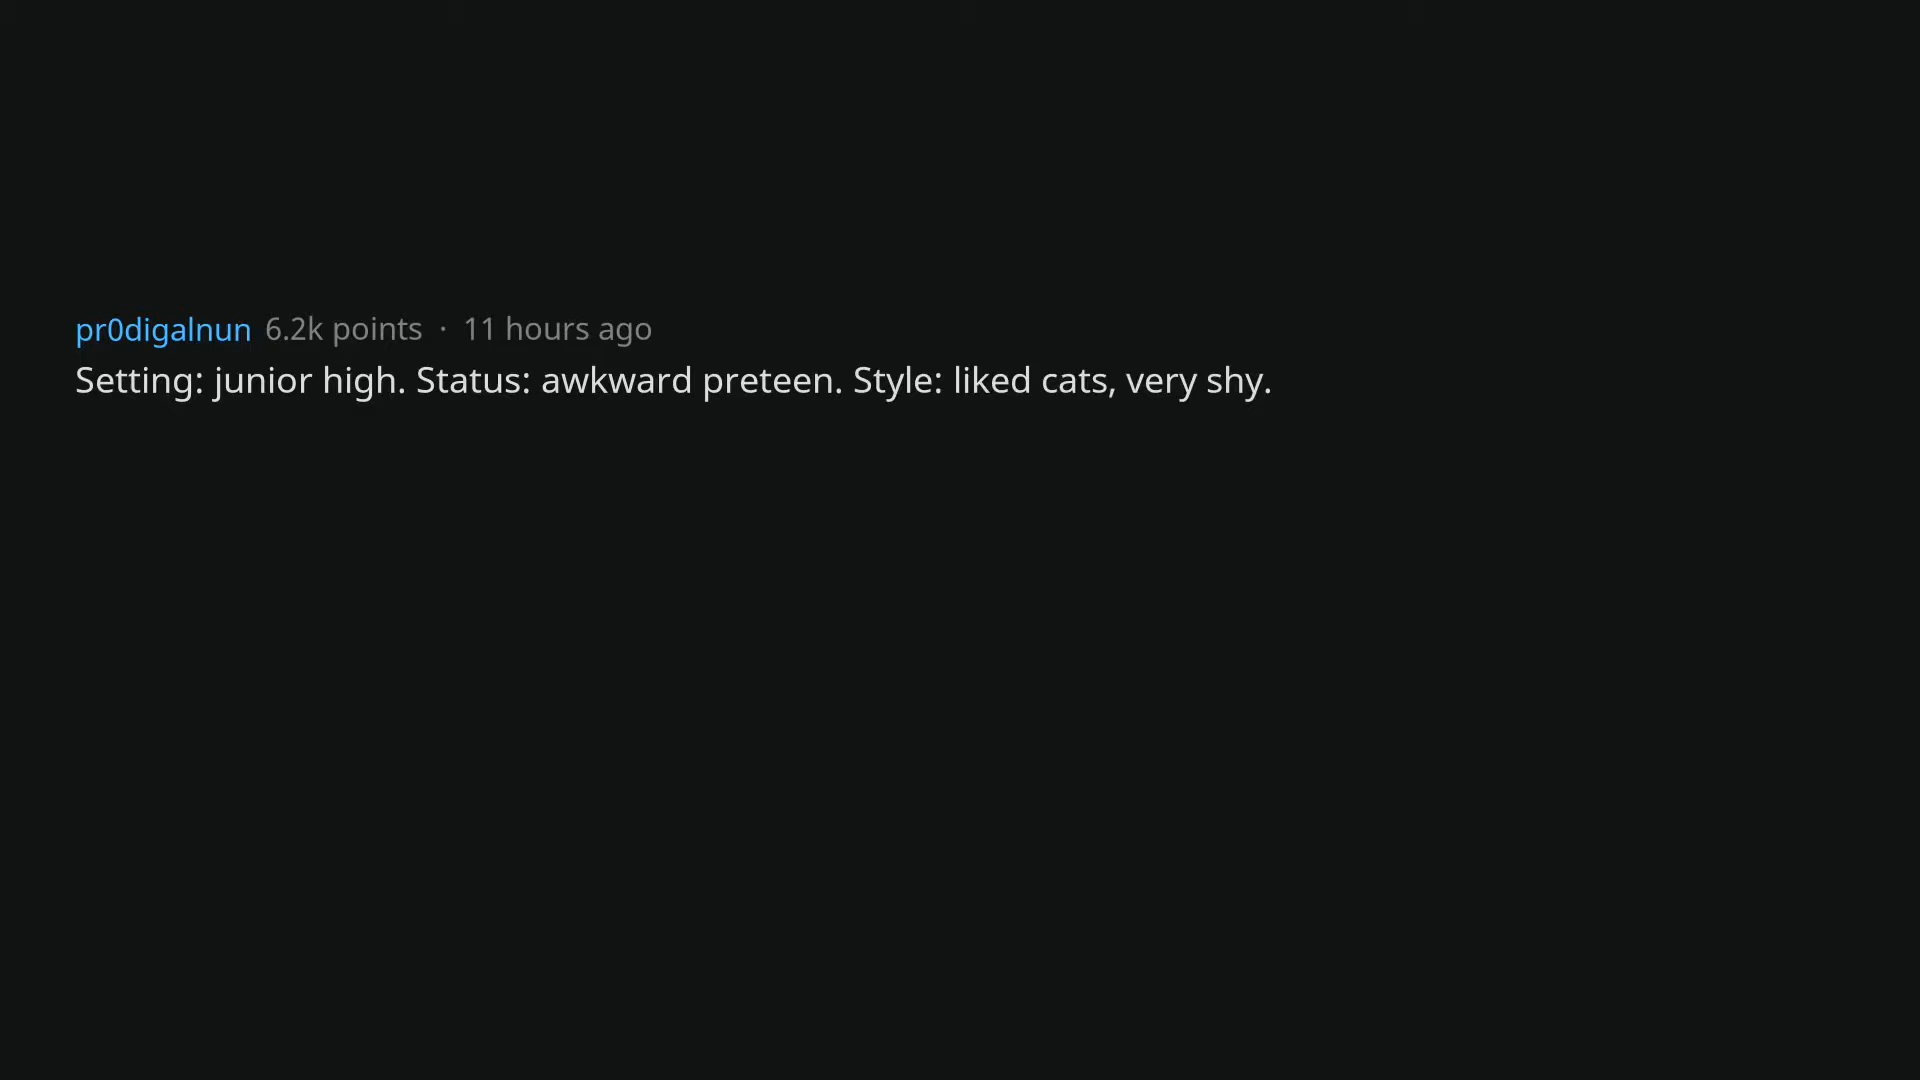 pr0digalnun 6.2k points · 11 hours ago
Setting: junior high. Status: awkward preteen. Style: liked cats, very shy.